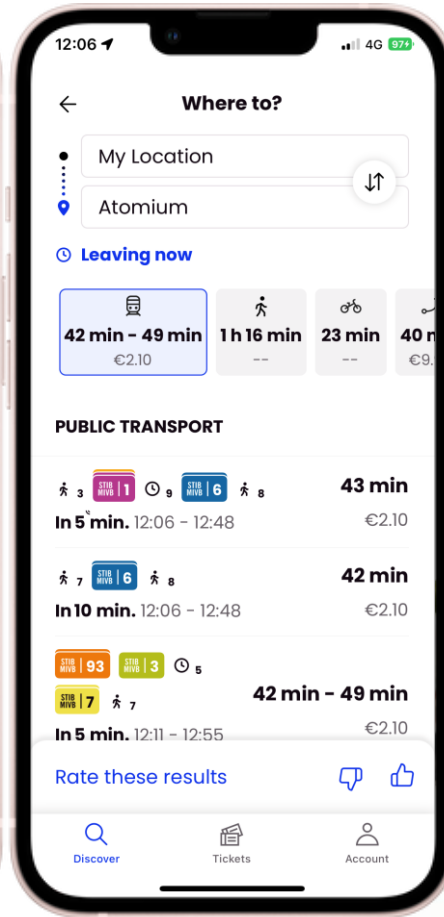 12:06
4G 97
Where to?
My Location
Atomium
Leaving now
42 min – 49 min
€2.10
1 h 16 min
--
23 min
--
40
€9.
PUBLIC TRANSPORT
3 STIB MIVB | 1 9 STIB MIVB | 6 8
43 min
In 5 min. 12:06 - 12:48
€2.10
7 STIB MIVB | 6 8
42 min
In 10 min. 12:06 - 12:48
€2.10
STIB MIVB | 93 STIB MIVB | 3 5
STIB MIVB | 7 7
42 min – 49 min
In 5 min. 12:11 - 12:55
€2.10
Rate these results
Discover
Tickets
Account